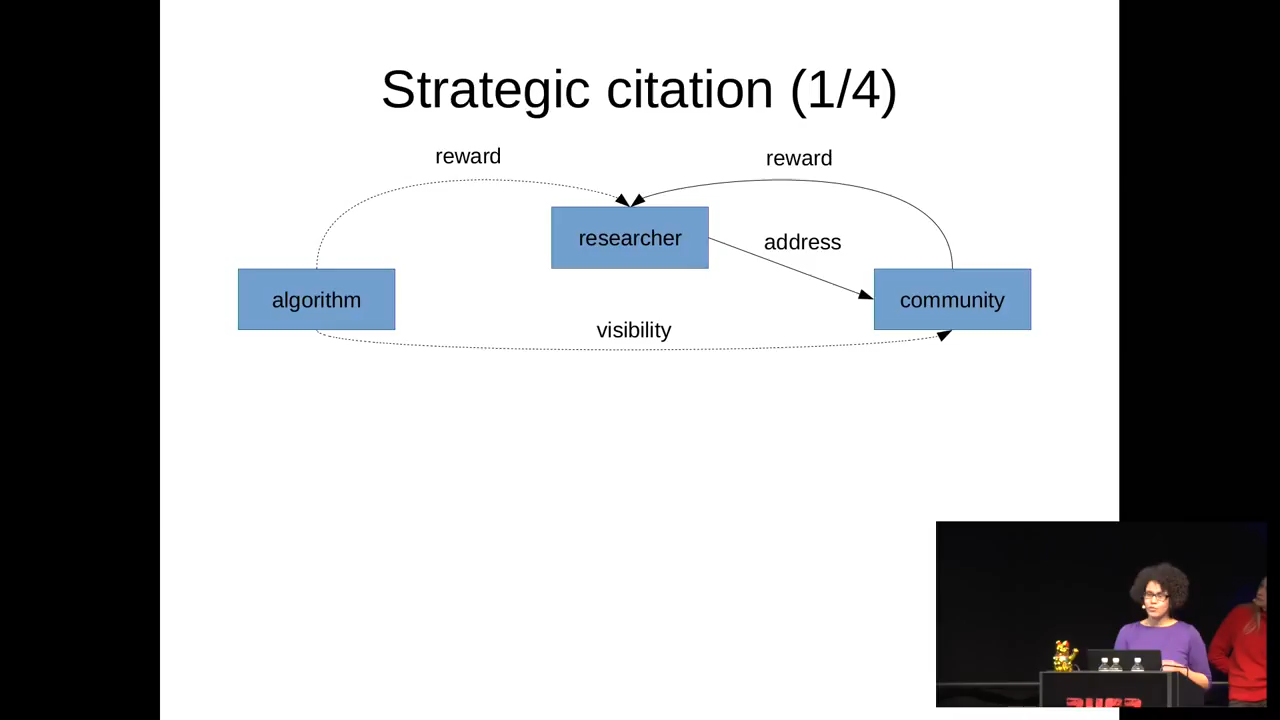 Strategic citation (1/4)
reward
reward
researcher
address
algorithm
community
visibility